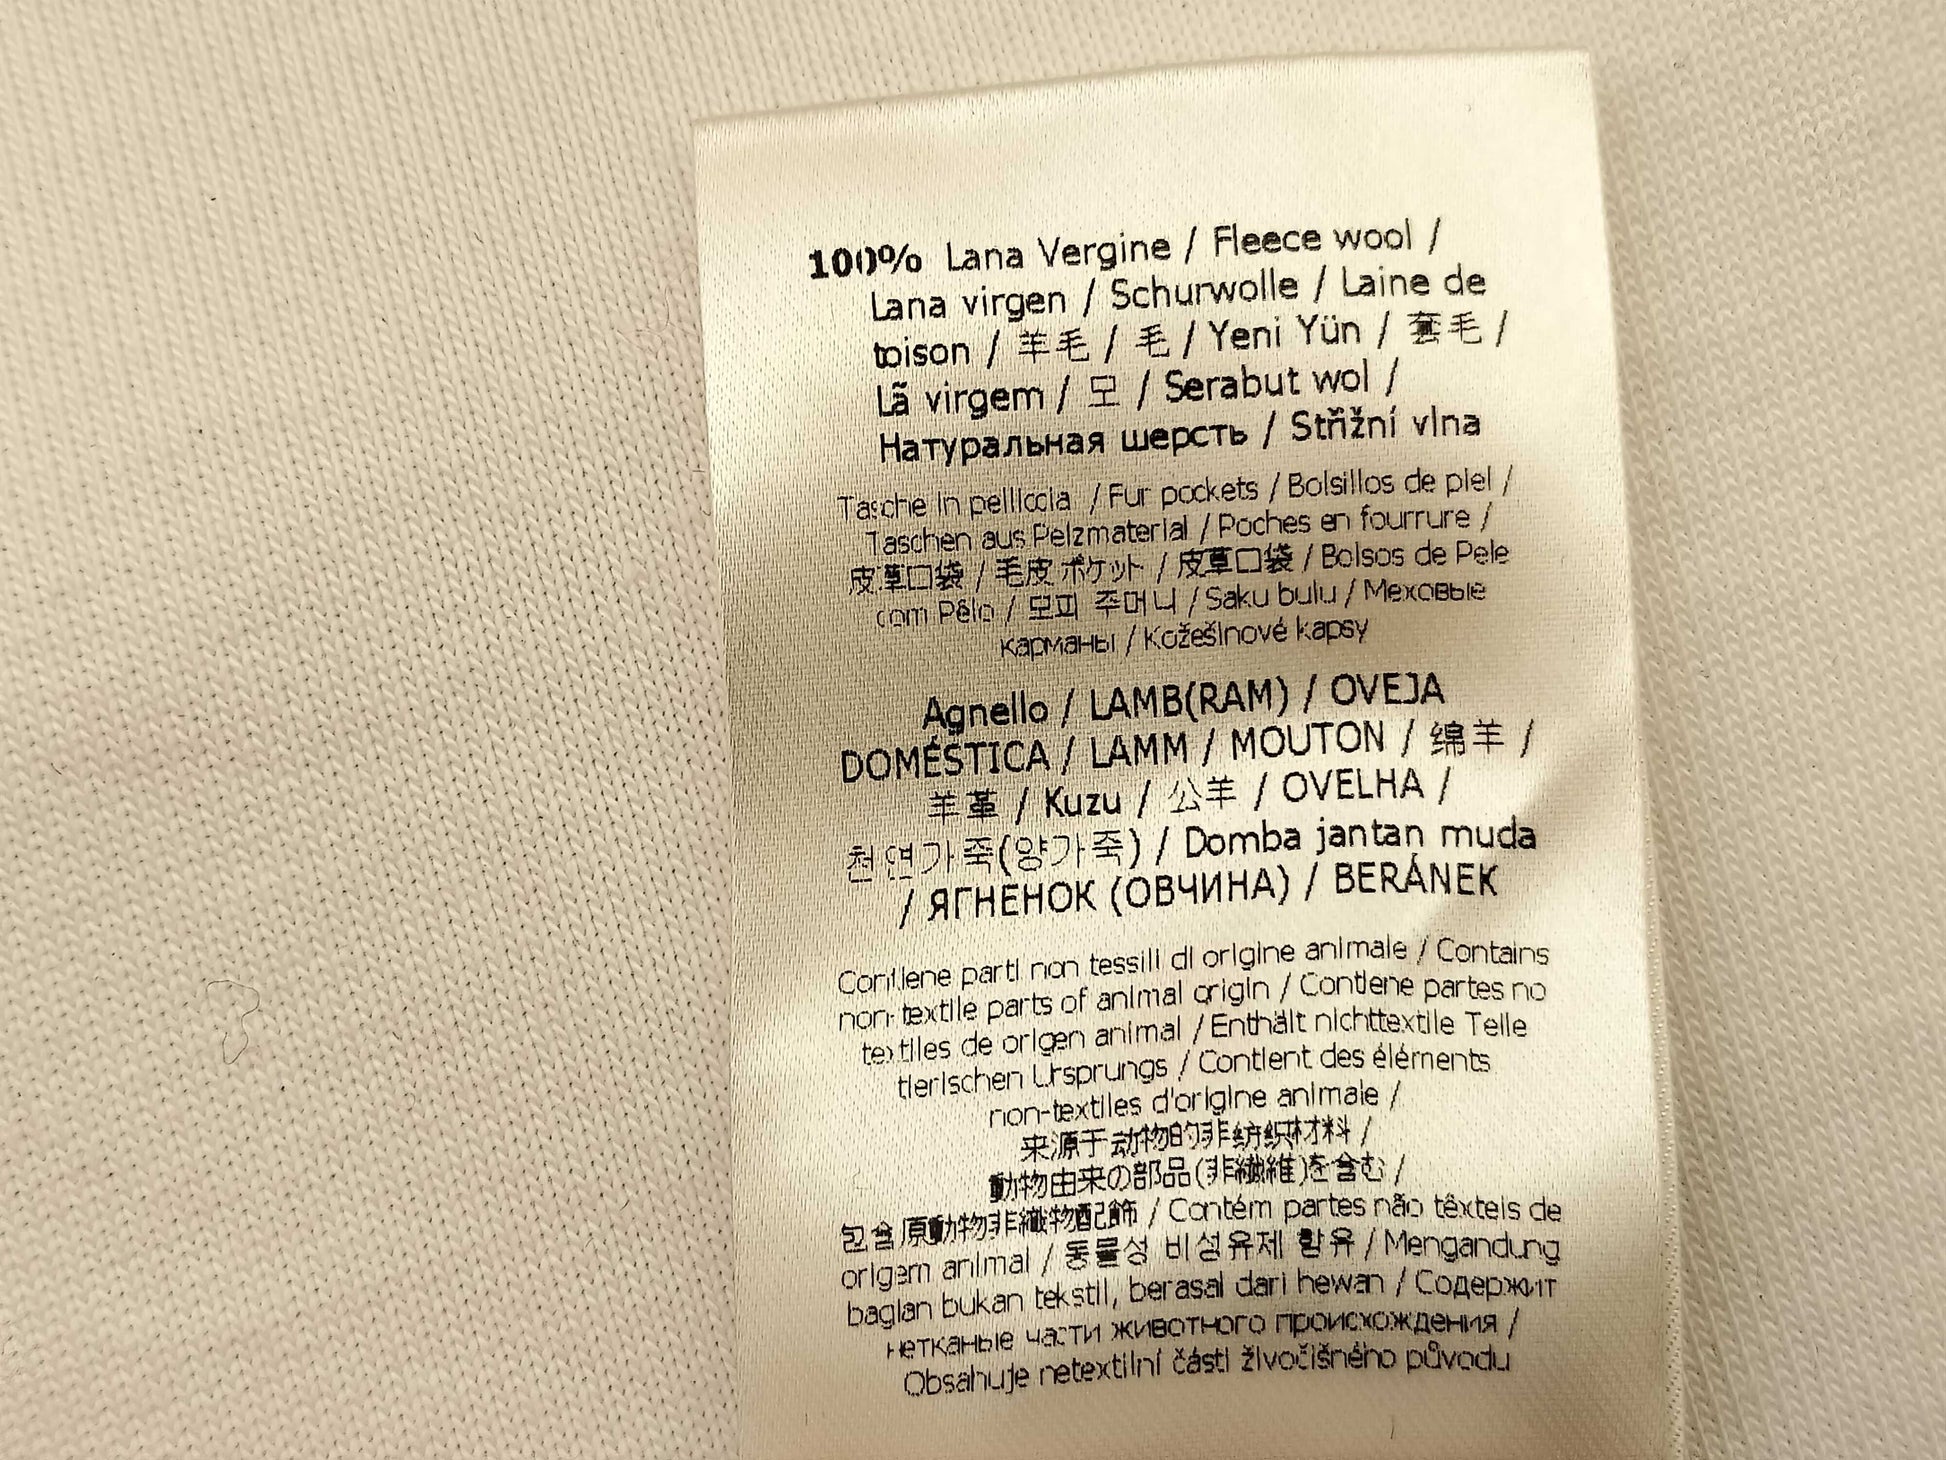 100% Lana Vergine / Fleece wool /
Lana virgen / Schurwolle / Laine de
toison / 羊毛 / 毛 / Yeni Yün / 套毛 /
Lã virgem / 모 / Serabut wol /
Натуральная шерсть / Střížní vlna
Tasche in pelliccia / Fur pockets / Bolsillos de piel /
Taschen aus Pelzmaterial / Poches en fourrure /
皮草口袋 / 毛皮 ポケット / 皮草口袋 / Bolsos de Pele
com Pêlo / 모피 주머니 / Saku bulu / Меховые
карманы / Kožešinové kapsy
Agnello / LAMB(RAM) / OVEJA
DOMÉSTICA / LAMM / MOUTON / 绵羊 /
羊革 / Kuzu / 公羊 / OVELHA /
천연가죽(양가죽) / Domba jantan muda
/ ЯГНЕНОК (ОВЧИНА) / BERÁNEK
Contiene parti non tessili di origine animale / Contains
non-textile parts of animal origin / Contiene partes no
textiles de origen animal / Enthält nichttextile Teile
tierischen Ursprungs / Contient des éléments
non-textiles d'origine animale /
来源于动物的非纺织材料 /
動物由来の部品(非繊維)を含む /
包含原動物非織物配飾 / Contém partes não têxteis de
origem animal / 동물성 비섬유제 함유 / Mengandung
bagian bukan tekstil, berasal dari hewan / Содержит
нетканые части животного происхождения /
Obsahuje netextilní části živočišného původu